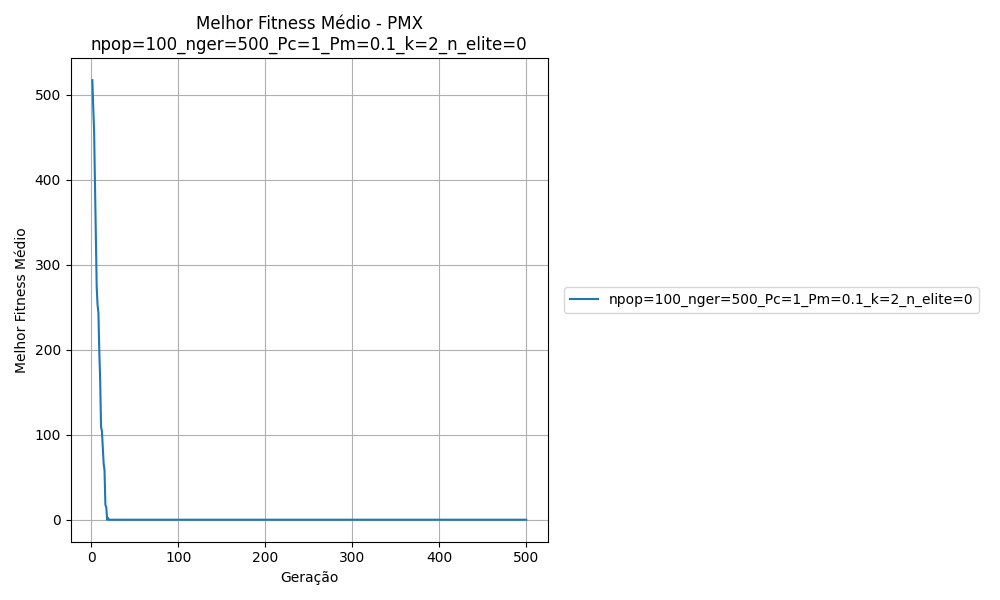 Melhor Fitness Médio - PMX
npop=100_nger=500_Pc=1_Pm=0.1_k=2_n_elite=0
500
400
300
200
100
0
Melhor Fitness Médio
0 100 200 300 400 500
Geração
npop=100_nger=500_Pc=1_Pm=0.1_k=2_n_elite=0